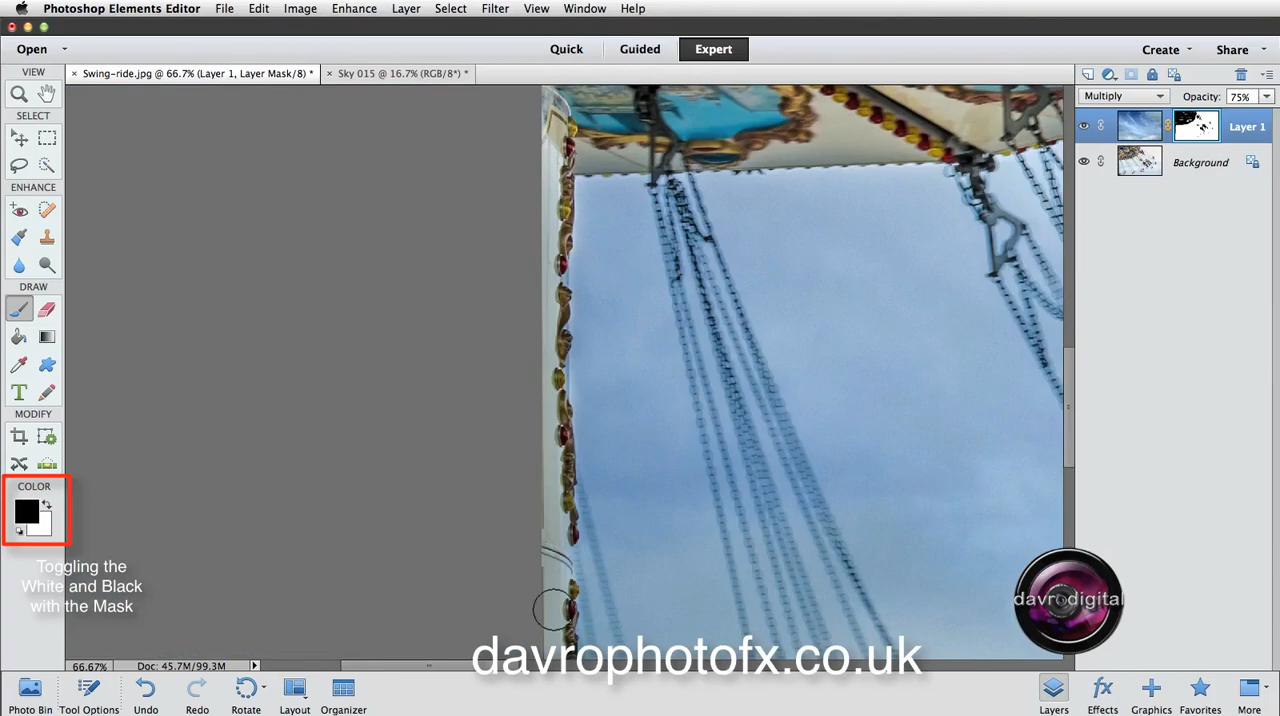 Photoshop Elements Editor File Edit Image Enhance Layer Select Filter View Window Help
Open Quick Guided Expert Create Share
VIEW
× Swing-ride.jpg @ 66.7% (Layer 1, Layer Mask/8) * × Sky 015 @ 16.7% (RGB/8*) *
Multiply Opacity: 75%
SELECT
Layer 1
Background
ENHANCE
DRAW
T
MODIFY
COLOR
Toggling the
White and Black
with the Mask
davrodigital
davrophotofx.co.uk
66.67% Doc: 45.7M/99.3M
fx
Photo Bin Tool Options Undo Redo Rotate Layout Organizer Layers Effects Graphics Favorites More